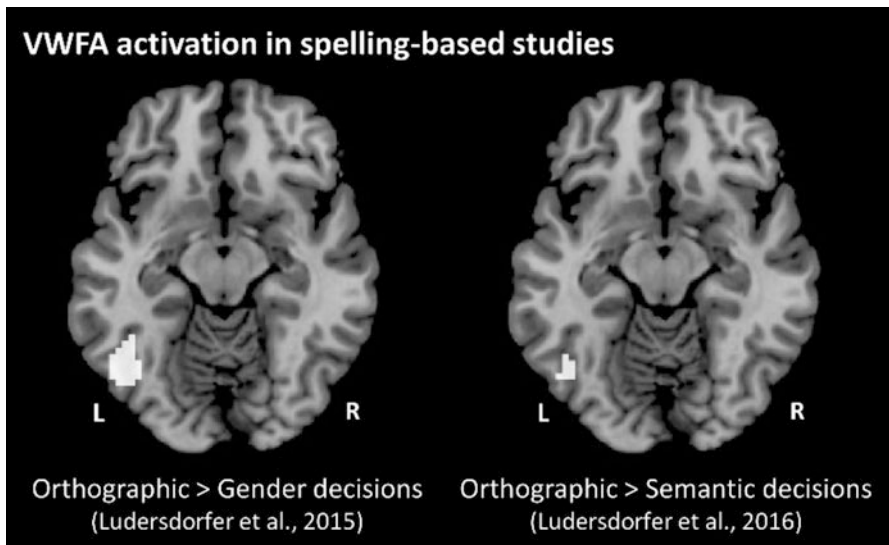 VWFA activation in spelling-based studies
L
R
L
R
Orthographic > Gender decisions
(Ludersdorfer et al., 2015)
Orthographic > Semantic decisions
(Ludersdorfer et al., 2016)